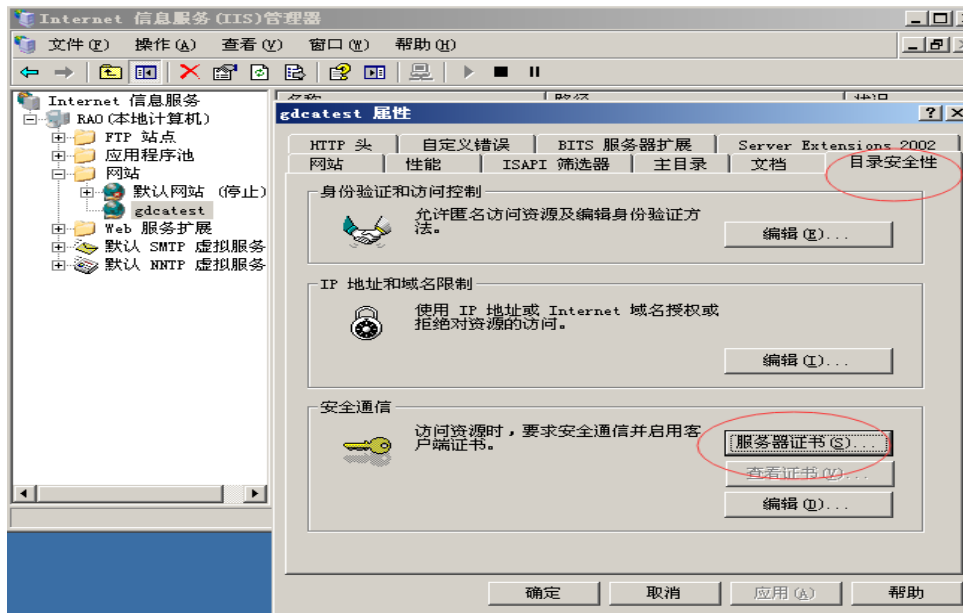 Internet 信息服务(IIS)管理器
文件(F) 操作(A) 查看(V) 窗口(W) 帮助(H)
Internet 信息服务
RAO(本地计算机)
FTP 站点
应用程序池
网站
默认网站 (停止)
gdcatest
Web 服务扩展
默认 SMTP 虚拟服务
默认 NNTP 虚拟服务
gdcatest 属性
HTTP 头 自定义错误 BITS 服务器扩展 Server Extensions 2002
网站 性能 ISAPI 筛选器 主目录 文档 目录安全性
身份验证和访问控制
允许匿名访问资源及编辑身份验证方
法。
编辑(E)...
IP 地址和域名限制
使用 IP 地址或 Internet 域名授权或
拒绝对资源的访问。
编辑(I)...
安全通信
访问资源时，要求安全通信并启用客
户端证书。
服务器证书(S)...
查看证书(V)...
编辑(D)...
确定 取消 应用(A) 帮助